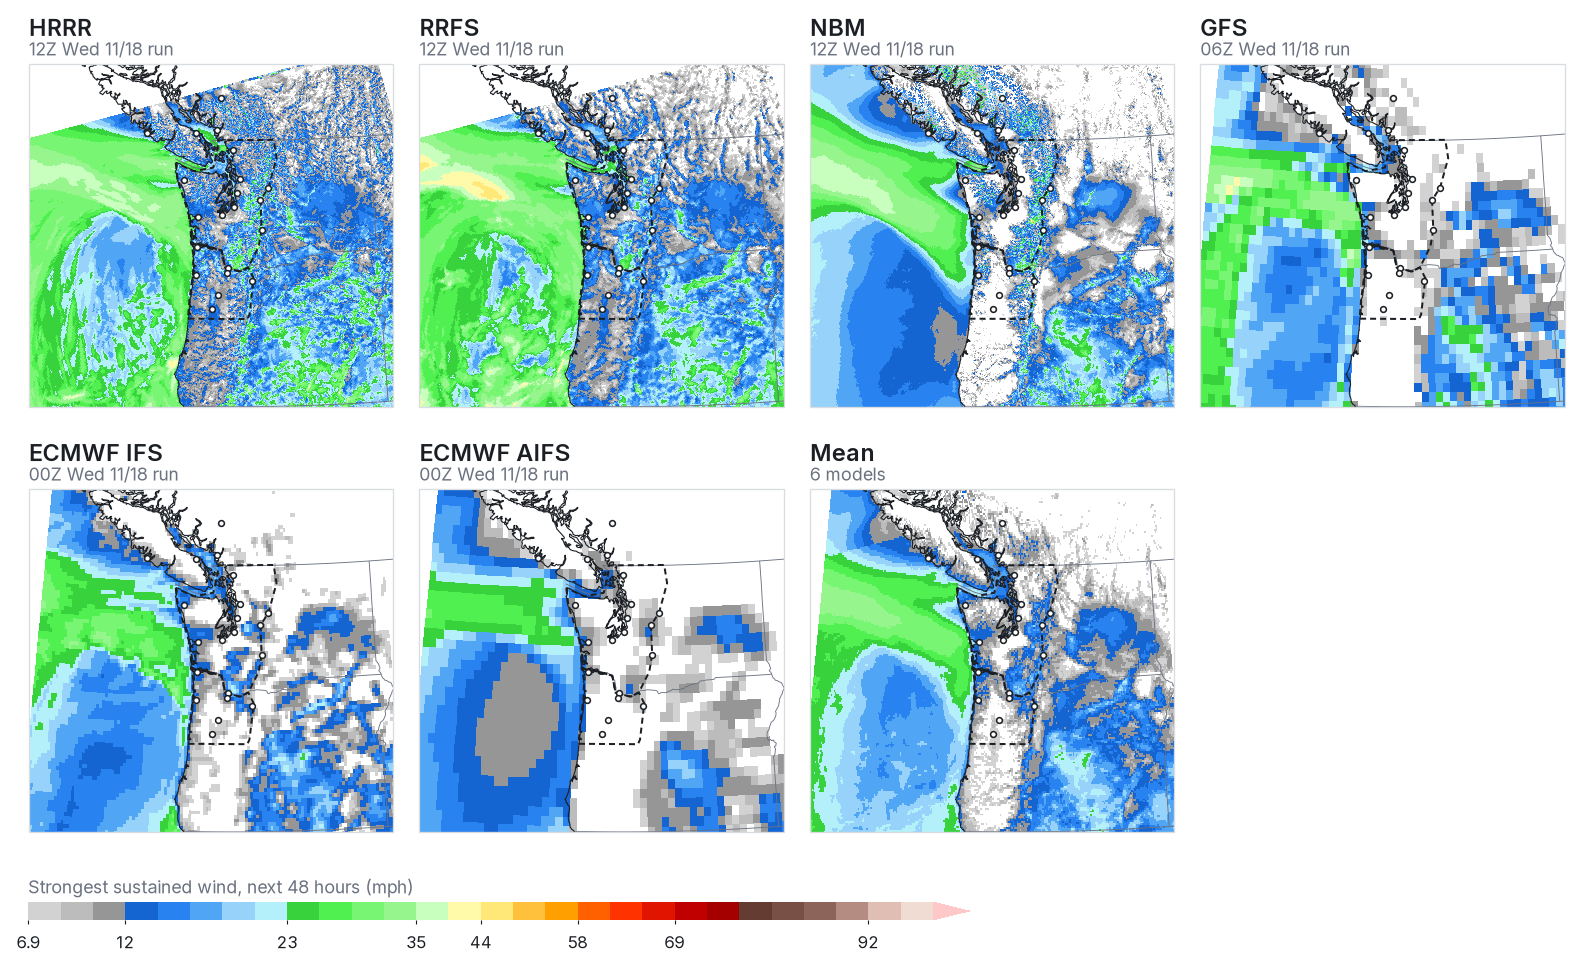 HRRR
12Z Wed 11/18 run
RRFS
12Z Wed 11/18 run
NBM
12Z Wed 11/18 run
GFS
06Z Wed 11/18 run
ECMWF IFS
00Z Wed 11/18 run
ECMWF AIFS
00Z Wed 11/18 run
Mean
6 models
Strongest sustained wind, next 48 hours (mph)
6.9 12 23 35 44 58 69 92